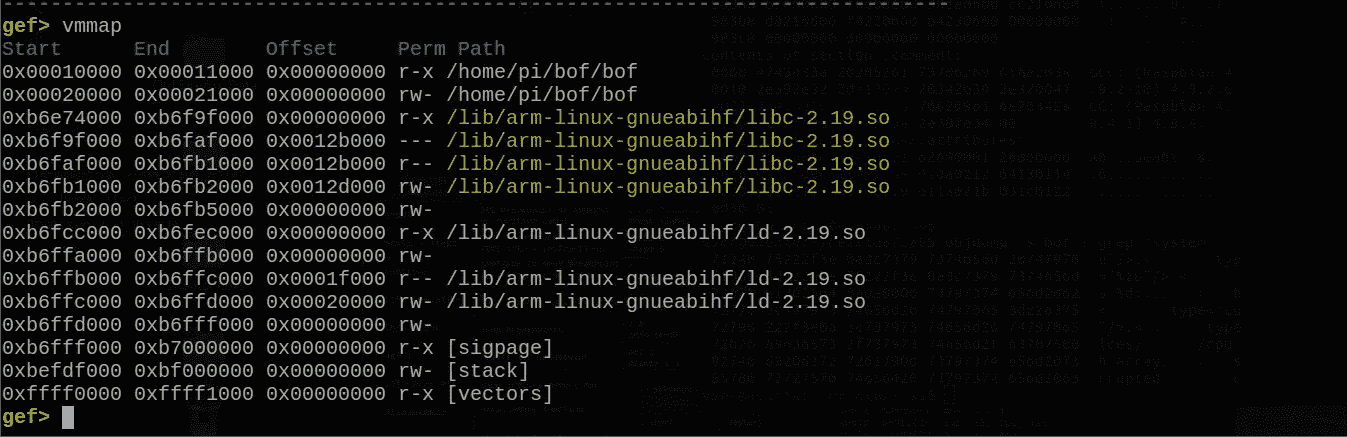 gef> vmmap
Start End Offset Perm Path
0x00010000 0x00011000 0x00000000 r-x /home/pi/bof/bof
0x00020000 0x00021000 0x00000000 rw- /home/pi/bof/bof
0xb6e74000 0xb6f9f000 0x00000000 r-x /lib/arm-linux-gnueabihf/libc-2.19.so
0xb6f9f000 0xb6faf000 0x0012b000 --- /lib/arm-linux-gnueabihf/libc-2.19.so
0xb6faf000 0xb6fb1000 0x0012b000 r-- /lib/arm-linux-gnueabihf/libc-2.19.so
0xb6fb1000 0xb6fb2000 0x0012d000 rw- /lib/arm-linux-gnueabihf/libc-2.19.so
0xb6fb2000 0xb6fb5000 0x00000000 rw-
0xb6fcc000 0xb6fec000 0x00000000 r-x /lib/arm-linux-gnueabihf/ld-2.19.so
0xb6ffa000 0xb6ffb000 0x00000000 rw-
0xb6ffb000 0xb6ffc000 0x0001f000 r-- /lib/arm-linux-gnueabihf/ld-2.19.so
0xb6ffc000 0xb6ffd000 0x00020000 rw- /lib/arm-linux-gnueabihf/ld-2.19.so
0xb6ffd000 0xb6fff000 0x00000000 rw-
0xb6fff000 0xb7000000 0x00000000 r-x [sigpage]
0xbefdf000 0xbf000000 0x00000000 rw- [stack]
0xffff0000 0xffff1000 0x00000000 r-x [vectors]
gef>